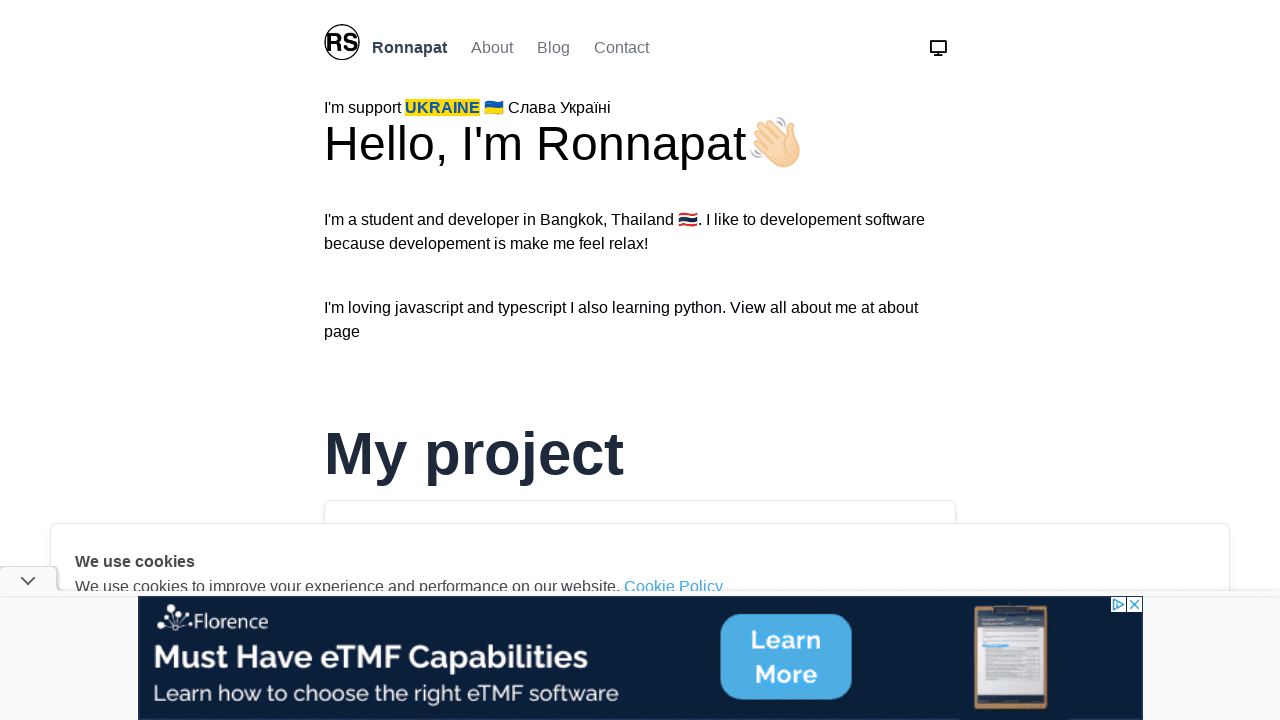 RS Ronnapat About Blog Contact
I'm support UKRAINE 🇺🇦 Слава Україні
Hello, I'm Ronnapat👋🏻
I'm a student and developer in Bangkok, Thailand 🇹🇭. I like to developement software
because developement is make me feel relax!
I'm loving javascript and typescript I also learning python. View all about me at about
page
My project
We use cookies
We use cookies to improve your experience and performance on our website. Cookie Policy
Florence
Must Have eTMF Capabilities
Learn how to choose the right eTMF software
Learn
More